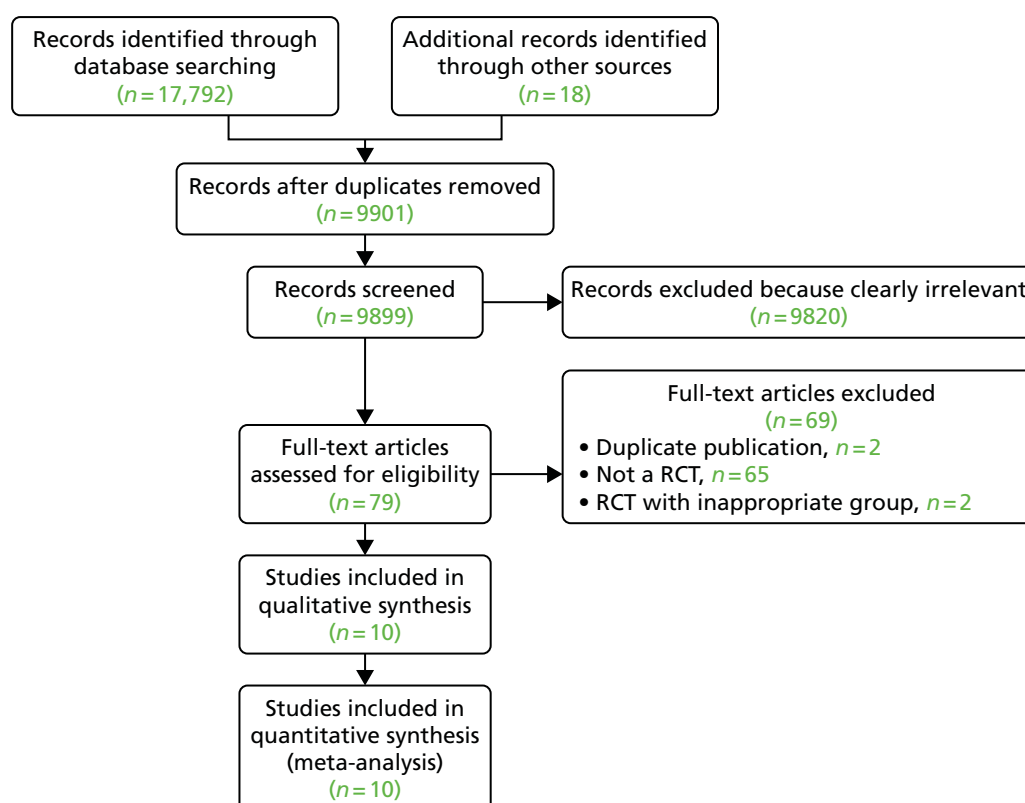 Records identified through
database searching
(n=17,792)
Additional records identified
through other sources
(n=18)
Records after duplicates removed
(n=9901)
Records screened
(n=9899)
Records excluded because clearly irrelevant
(n=9820)
Full-text articles
assessed for eligibility
(n=79)
Full-text articles excluded
(n=69)
• Duplicate publication, n=2
• Not a RCT, n=65
• RCT with inappropriate group, n=2
Studies included in
qualitative synthesis
(n=10)
Studies included in
quantitative synthesis
(meta-analysis)
(n=10)